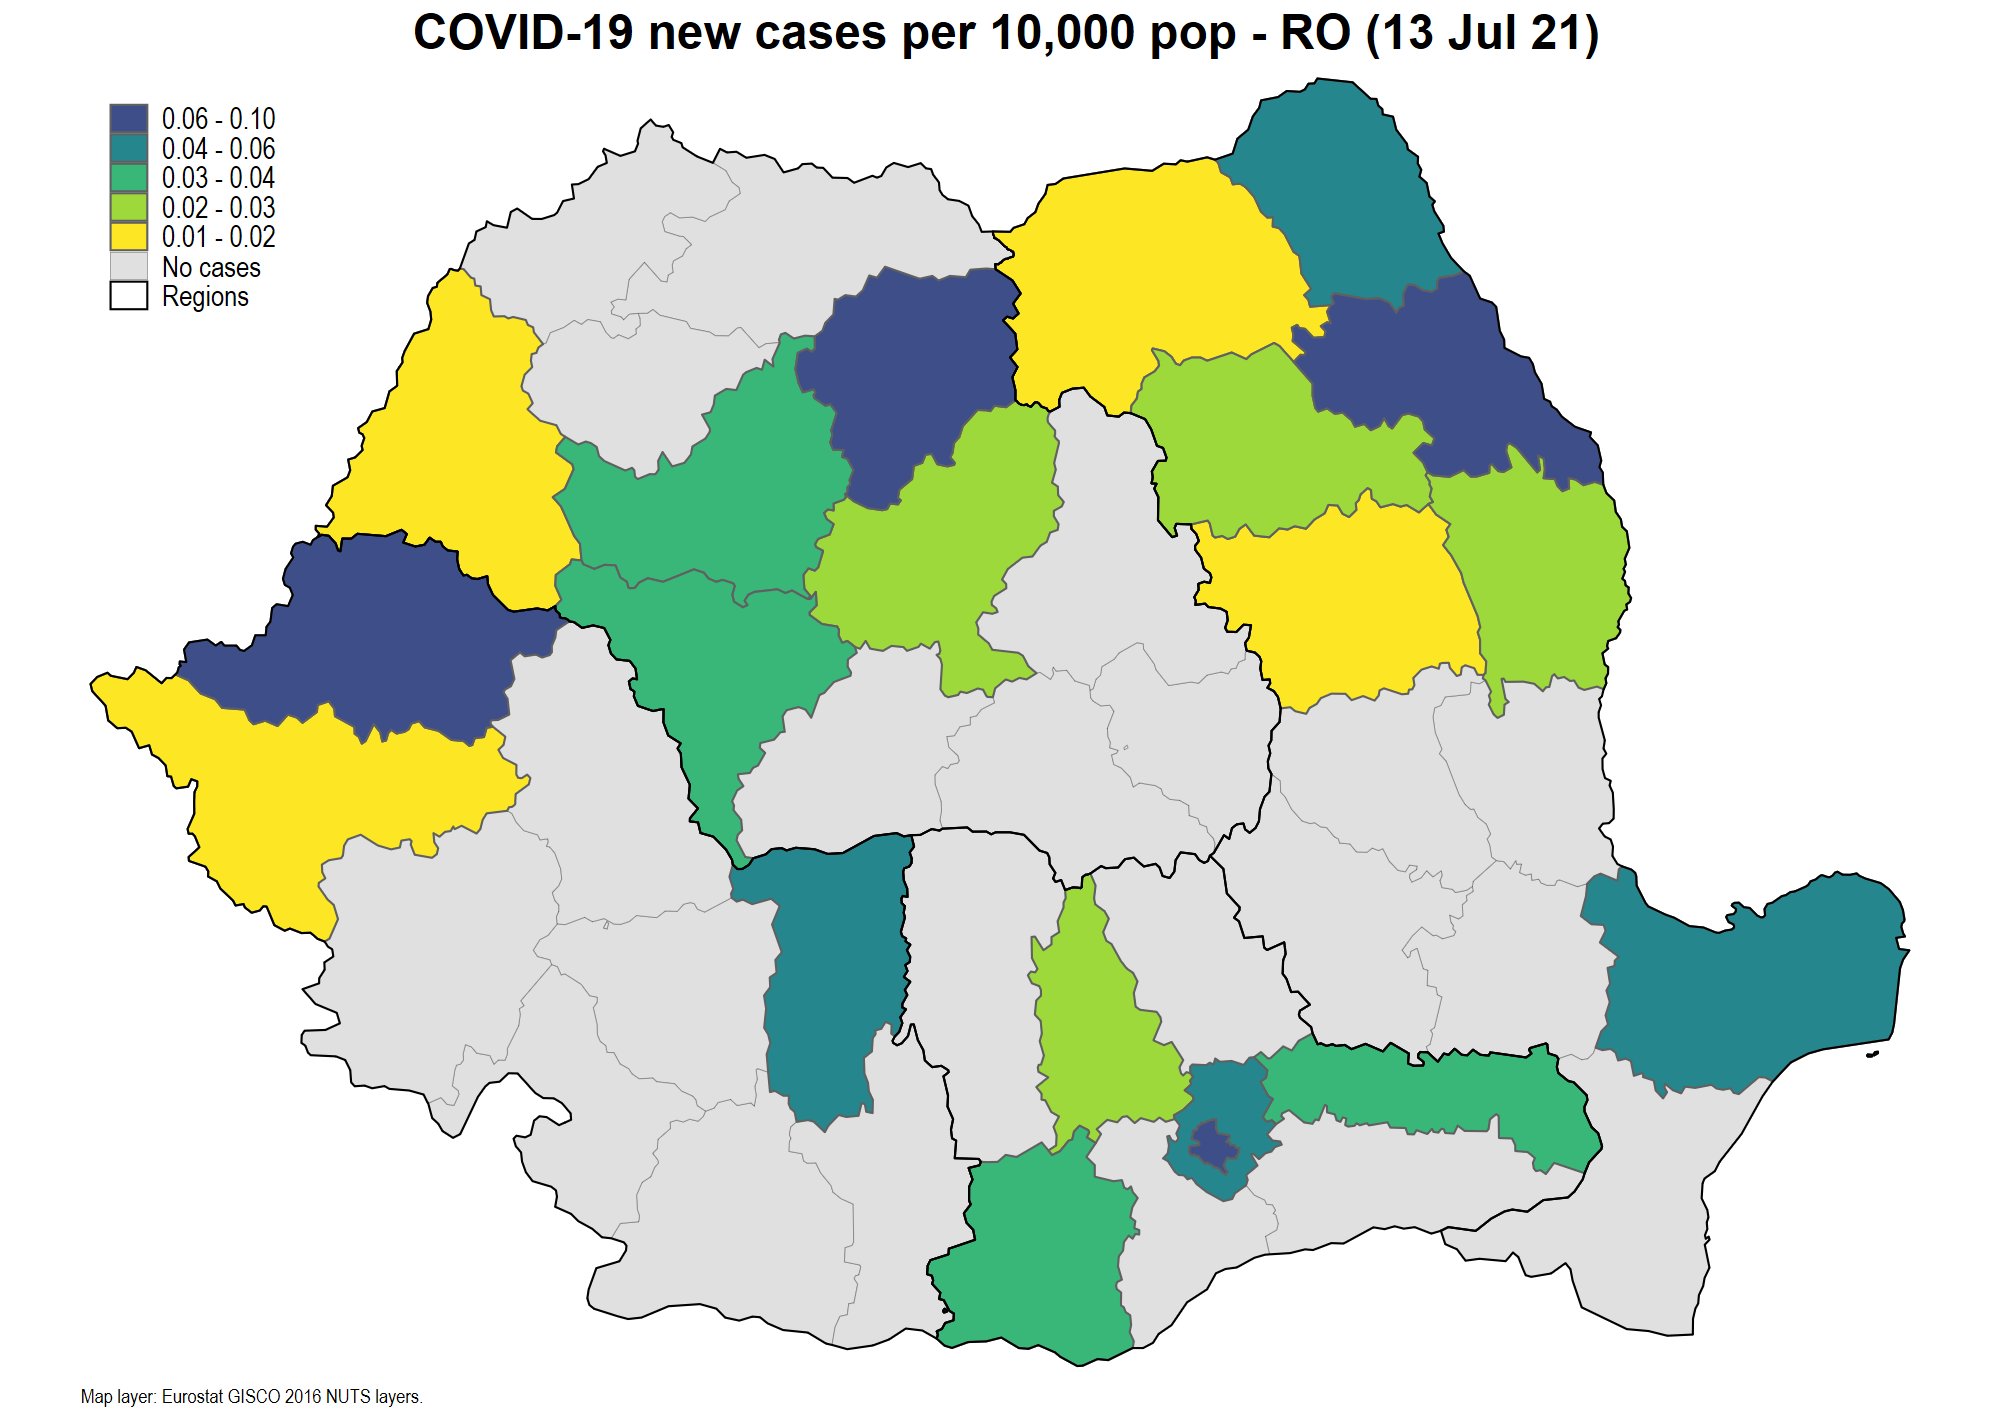 COVID-19 new cases per 10,000 pop - RO (13 Jul 21)
0.06 - 0.10
0.04 - 0.06
0.03 - 0.04
0.02 - 0.03
0.01 - 0.02
No cases
Regions
Map layer: Eurostat GISCO 2016 NUTS layers.